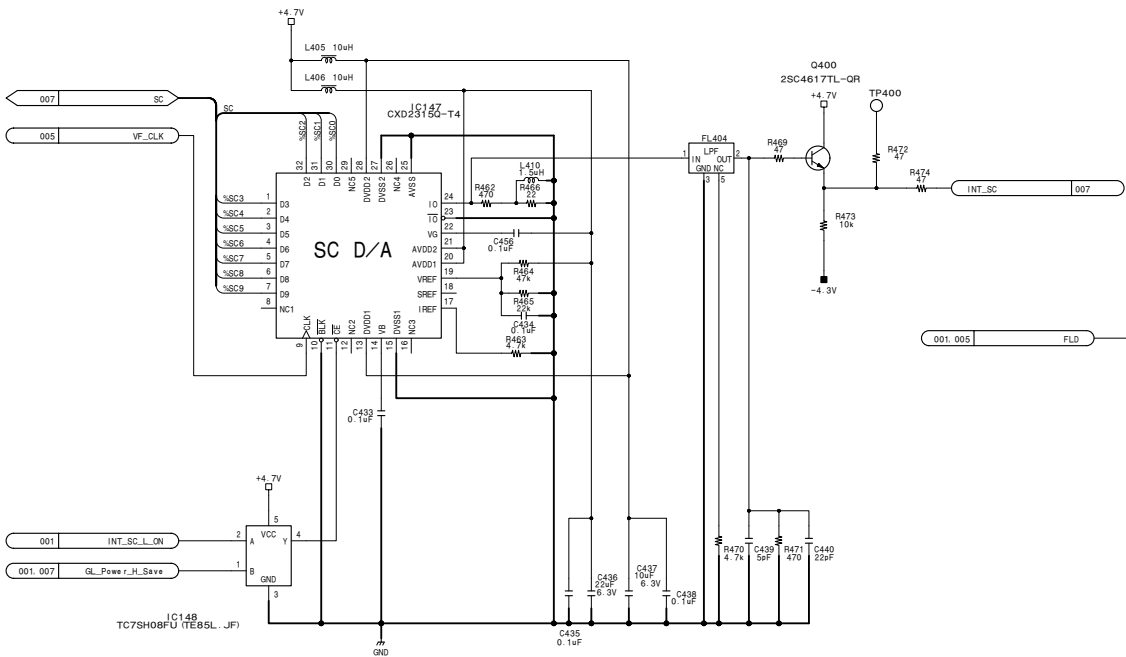 +4.7V
L405 10uH
L406 10uH
007 SC
005 VF_CLK
SC
%SC2
%SC1
%SC0
IC147
CXD2315Q-T4
32
31
30
29
28
27
26
25
D2
D1
D0
NC5
DVDD2
DVSS2
NC4
AVSS
%SC3 1 D3
%SC4 2 D4
%SC5 3 D5
%SC6 4 D6
%SC7 5 D7
%SC8 6 D8
%SC9 7 D9
8 NC1
SC D/A
IO 24
IO 23
VG 22
AVDD2 21
AVDD1 20
VREF 19
SREF 18
IREF 17
CLK
BLK
CE
NC2
DVDD1
VB
DVSS1
NC3
9
10
11
12
13
14
15
16
R462
470
L410
1.5uH
R466
22
C456
0.1uF
R464
47k
R465
22k
C434
0.1uF
R463
4.7k
C433
0.1uF
FL404
LPF
1 IN OUT 2
GND NC
3 5
R469
47
Q400
2SC4617TL-QR
+4.7V
TP400
R472
47
R474
47
INT_SC 007
R473
10k
-4.3V
001.005 FLD
+4.7V
5
VCC
2 A Y 4
1 B
GND
3
001 INT_SC_L_ON
001.007 GL_Power_H_Save
IC148
TC7SH08FU (TE85L.JF)
GND
C435
0.1uF
C436
22uF
6.3V
C437
10uF
6.3V
C438
0.1uF
R470
4.7k
C439
5pF
R471
470
C440
22pF